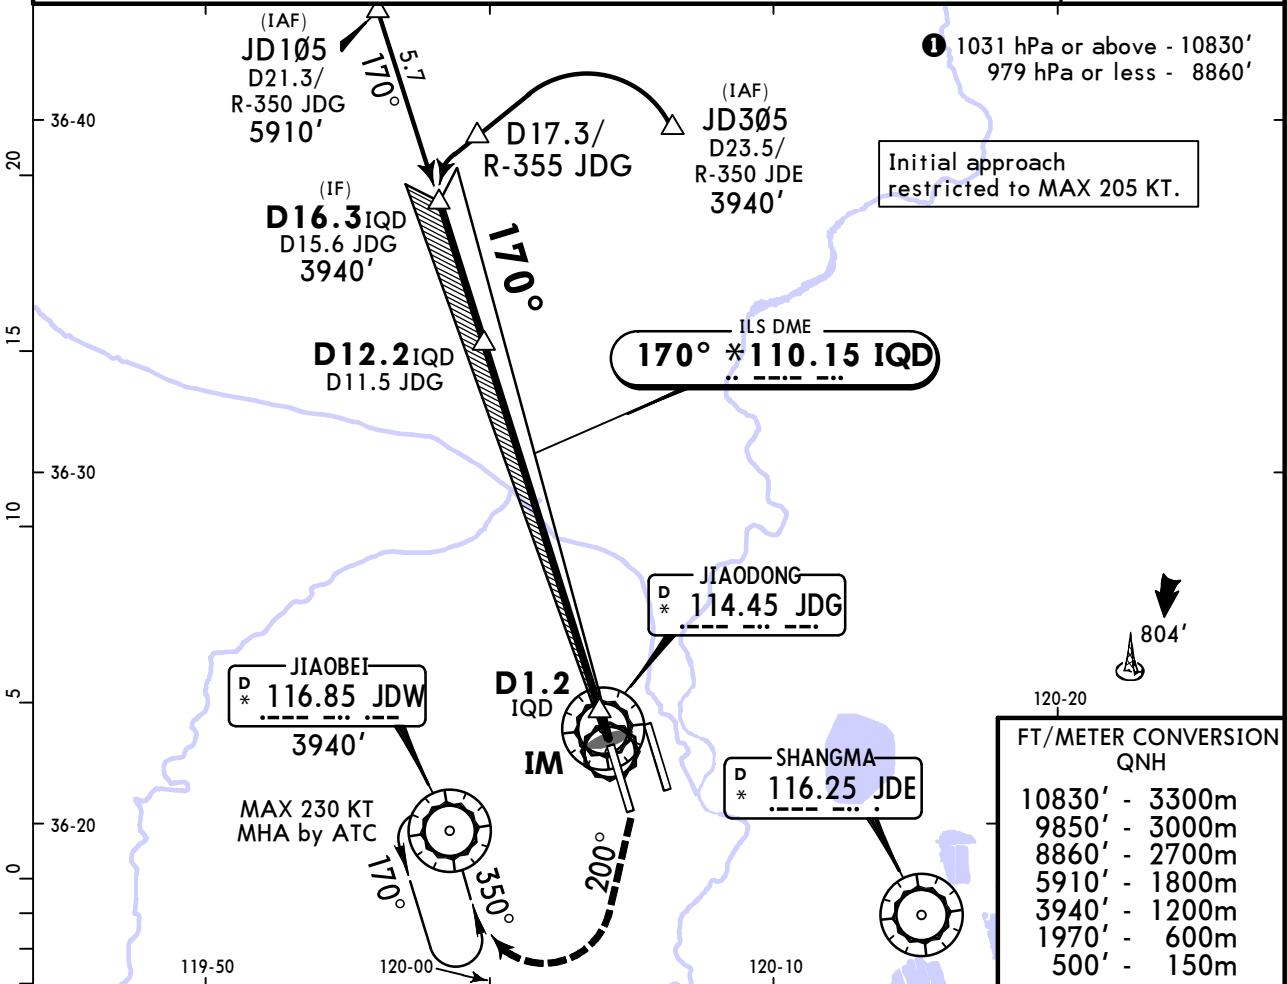 (IAF)
JD1Ø5
D21.3/
R-350 JDG
5910′
5.7
170°
❶ 1031 hPa or above - 10830′
979 hPa or less - 8860′
36-40
20
D17.3/
R-355 JDG
(IAF)
JD3Ø5
D23.5/
R-350 JDE
3940′
Initial approach
restricted to MAX 205 KT.
(IF)
D16.3 IQD
D15.6 JDG
3940′
170°
15
D12.2 IQD
D11.5 JDG
ILS DME
170° *110.15 IQD
36-30
10
JIAODONG
D
* 114.45 JDG
804′
JIAOBEI
D
* 116.85 JDW
3940′
5
D1.2
IQD
IM
120-20
SHANGMA
D
* 116.25 JDE
MAX 230 KT
MHA by ATC
36-20
170°
350°
200°
0
119-50
120-00
120-10
FT/METER CONVERSION
QNH
10830′ - 3300m
9850′ - 3000m
8860′ - 2700m
5910′ - 1800m
3940′ - 1200m
1970′ - 600m
500′ - 150m